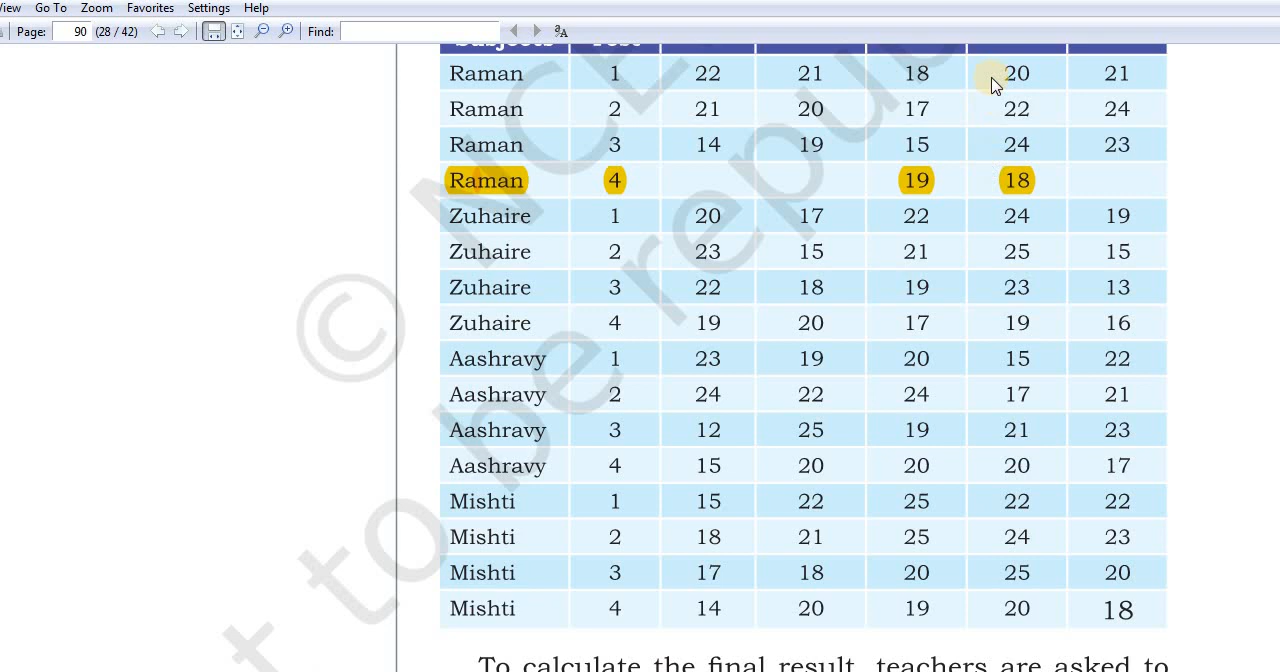 View Go To Zoom Favorites Settings Help
Page: 90 (28 / 42) Find:
Subjects Test
Raman 1 22 21 18 20 21
Raman 2 21 20 17 22 24
Raman 3 14 19 15 24 23
Raman 4 19 18
Zuhaire 1 20 17 22 24 19
Zuhaire 2 23 15 21 25 15
Zuhaire 3 22 18 19 23 13
Zuhaire 4 19 20 17 19 16
Aashravy 1 23 19 20 15 22
Aashravy 2 24 22 24 17 21
Aashravy 3 12 25 19 21 23
Aashravy 4 15 20 20 20 17
Mishti 1 15 22 25 22 22
Mishti 2 18 21 25 24 23
Mishti 3 17 18 20 25 20
Mishti 4 14 20 19 20 18
To calculate the final result, teachers are asked to
© NCE
t to be repu